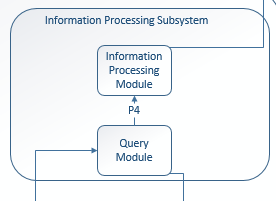 Information Processing Subsystem
Information
Processing
Module
P4
Query
Module